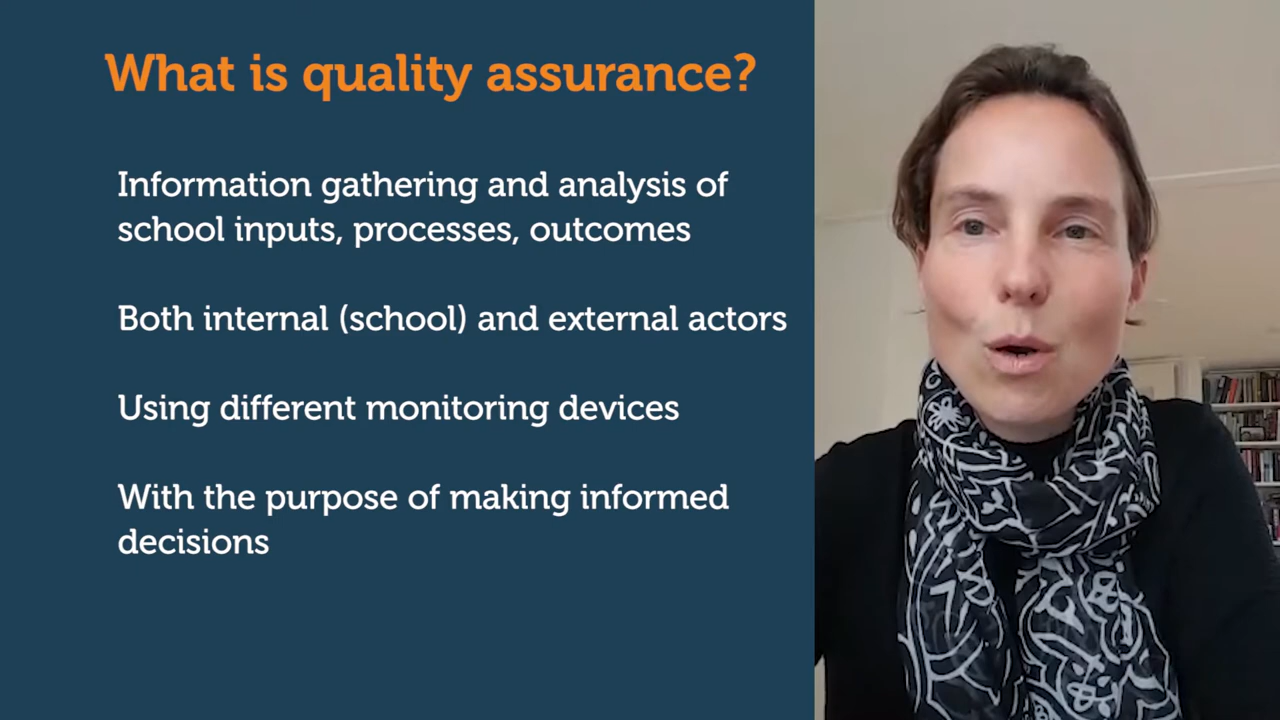 What is quality assurance?
Information gathering and analysis of
school inputs, processes, outcomes
Both internal (school) and external actors
Using different monitoring devices
With the purpose of making informed
decisions